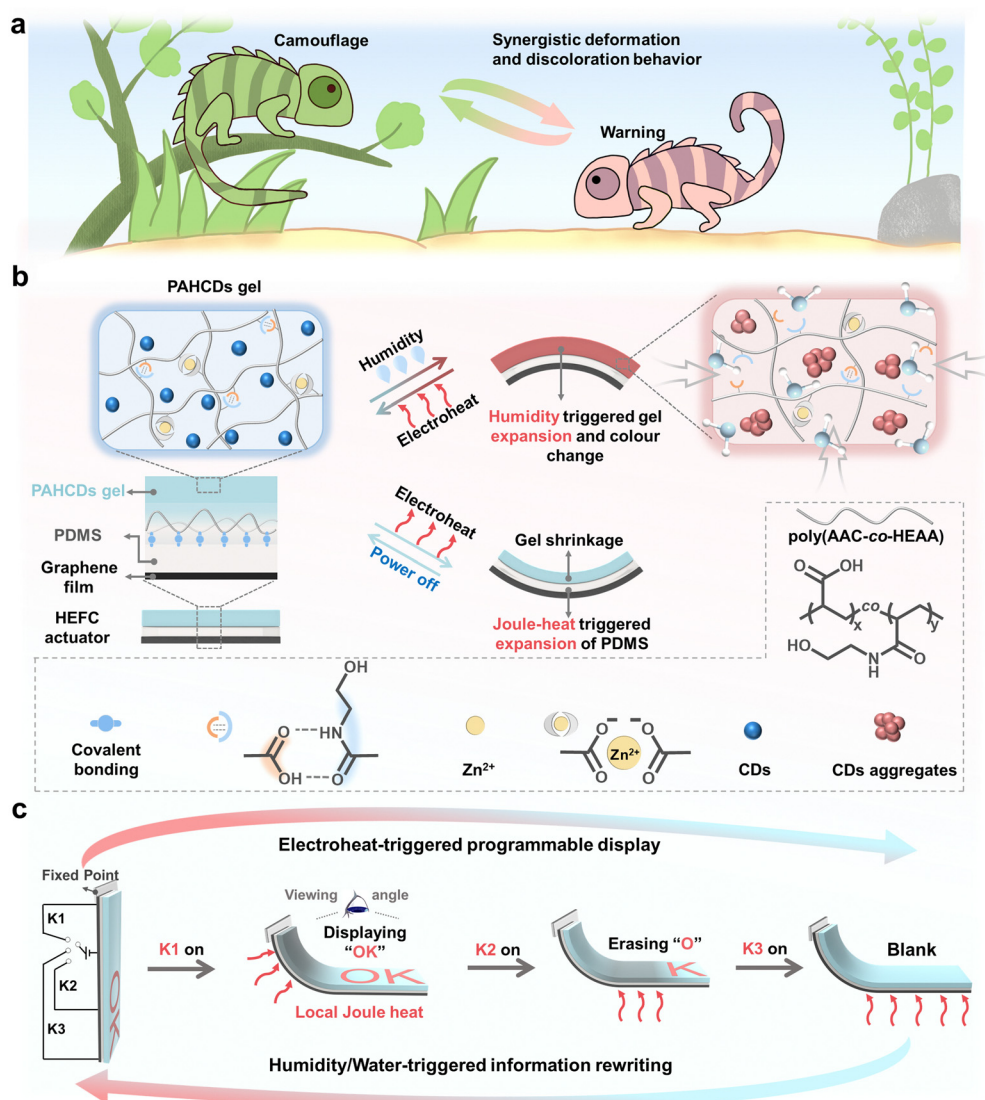 a
Camouflage
Synergistic deformation
and discoloration behavior
Warning
b
PAHCDs gel
Humidity
Electroheat
Humidity triggered gel
expansion and colour
change
PAHCDs gel
PDMS
Graphene
film
HEFC
actuator
Electroheat
Power off
Gel shrinkage
Joule-heat triggered
expansion of PDMS
poly(AAC-co-HEAA)
O
OH
co
x
y
HO
N
H
O
Covalent
bonding
OH
O
HN
OH
O
Zn²⁺
O
O
Zn²⁺
O
O
CDs
CDs aggregates
c
Electroheat-triggered programmable display
Fixed Point
K1
K2
K3
OK
K1 on
Viewing angle
Displaying
“OK”
OK
Local Joule heat
K2 on
Erasing “O”
K
K3 on
Blank
Humidity/Water-triggered information rewriting